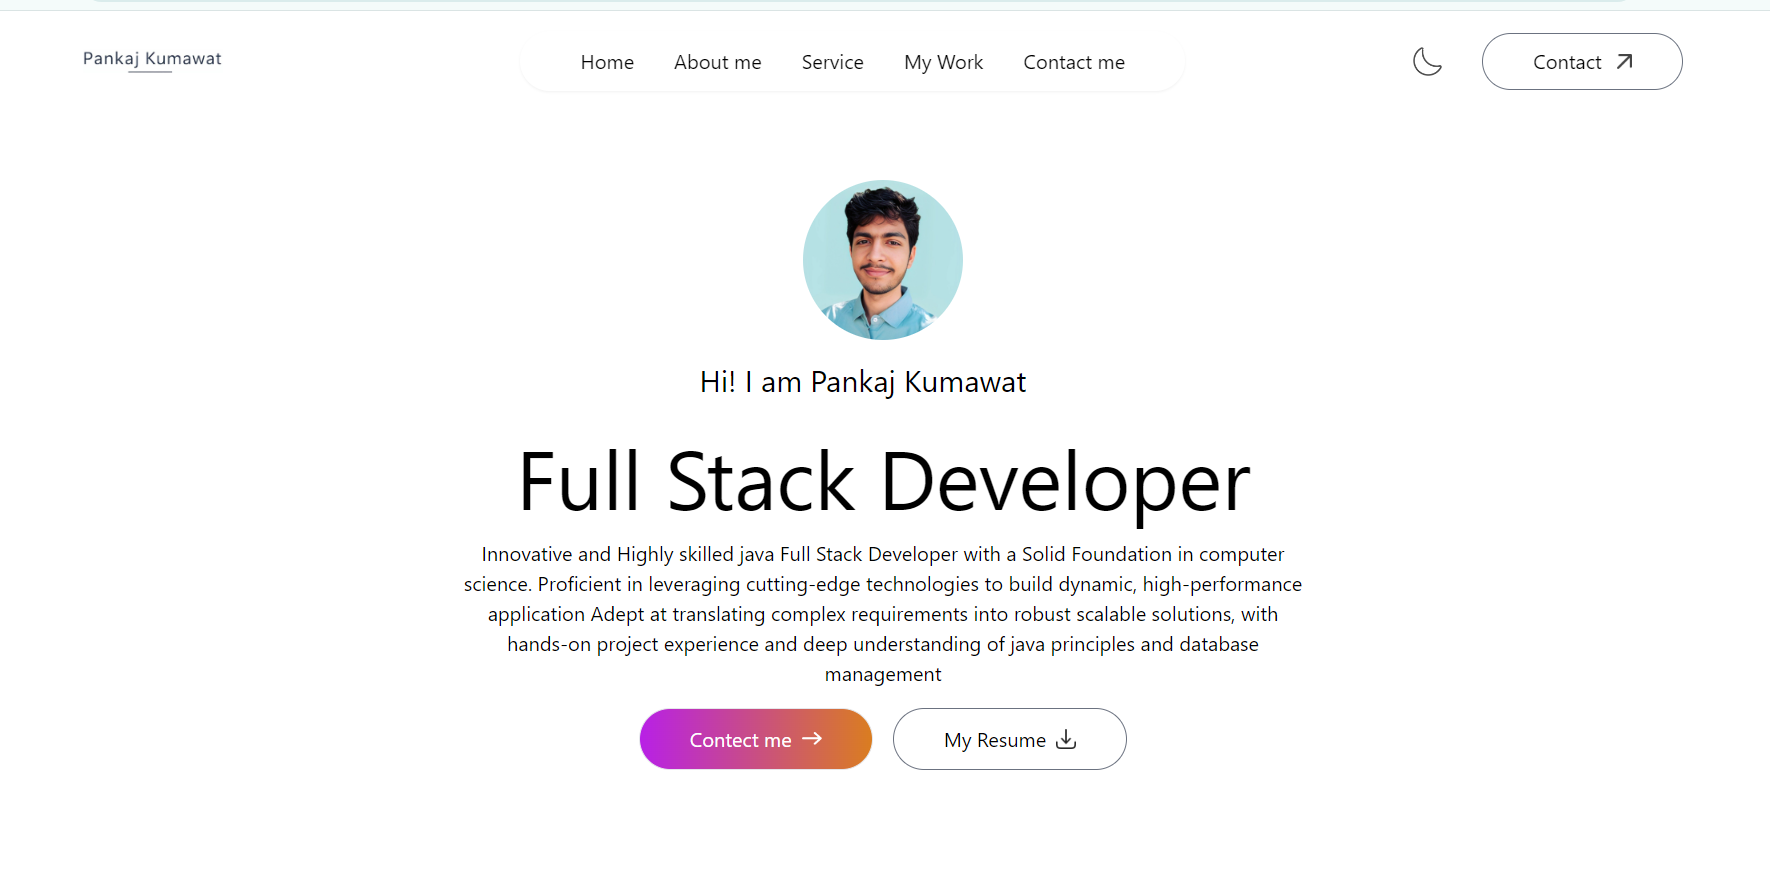 Pankaj Kumawat
Home About me Service My Work Contact me
Contact
Hi! I am Pankaj Kumawat
Full Stack Developer
Innovative and Highly skilled java Full Stack Developer with a Solid Foundation in computer
science. Proficient in leveraging cutting-edge technologies to build dynamic, high-performance
application Adept at translating complex requirements into robust scalable solutions, with
hands-on project experience and deep understanding of java principles and database
management
Contect me
My Resume